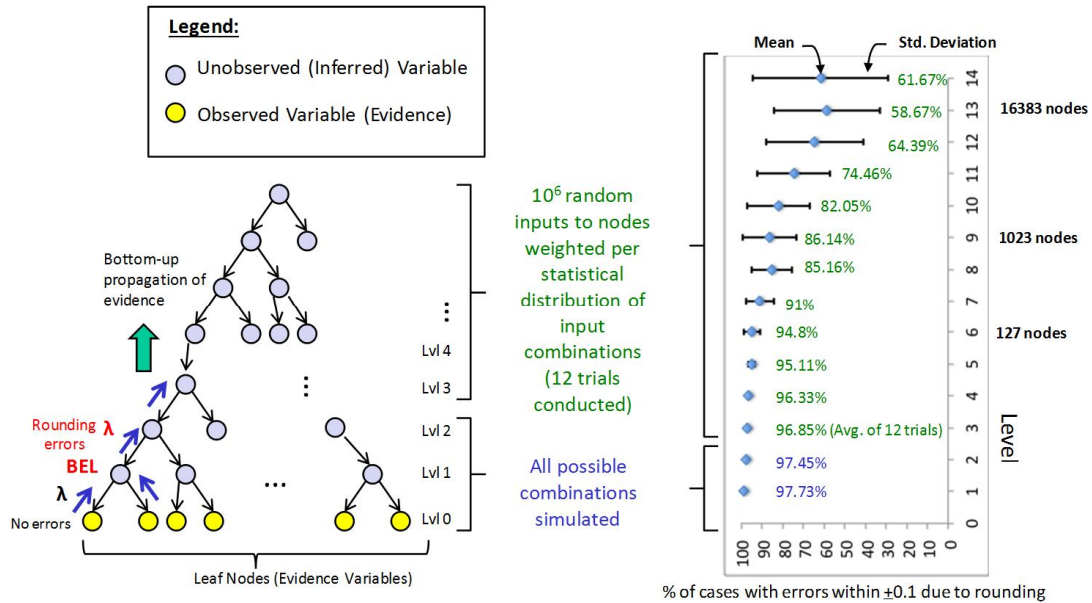 Legend:
Unobserved (Inferred) Variable
Observed Variable (Evidence)
Bottom-up
propagation of
evidence
Lvl 4
Lvl 3
Rounding λ
errors
Lvl 2
BEL
Lvl 1
λ
...
No errors
Lvl 0
Leaf Nodes (Evidence Variables)
10⁶ random
inputs to nodes
weighted per
statistical
distribution of
input
combinations
(12 trials
conducted)
All possible
combinations
simulated
Mean
Std. Deviation
61.67%
14
58.67%
13
16383 nodes
64.39%
12
74.46%
11
82.05%
10
86.14%
9
1023 nodes
85.16%
8
91%
7
94.8%
6
127 nodes
95.11%
5
96.33%
4
96.85% (Avg. of 12 trials)
3
97.45%
2
97.73%
1
0
Level
100 90 80 70 60 50 40 30 20 10 0
% of cases with errors within ±0.1 due to rounding